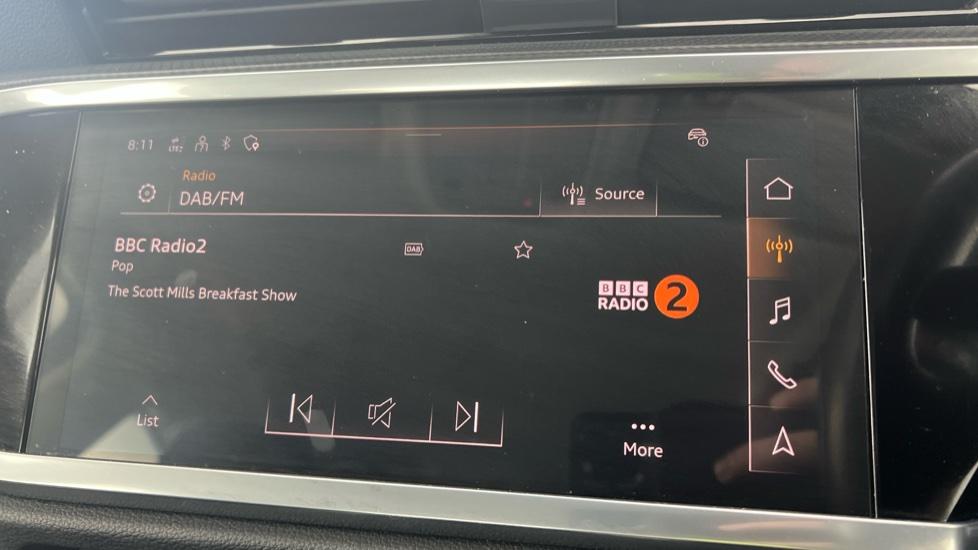 8:11
LTE
Radio
DAB/FM
Source
BBC Radio2
DAB
Pop
The Scott Mills Breakfast Show
BBC
RADIO 2
List
More